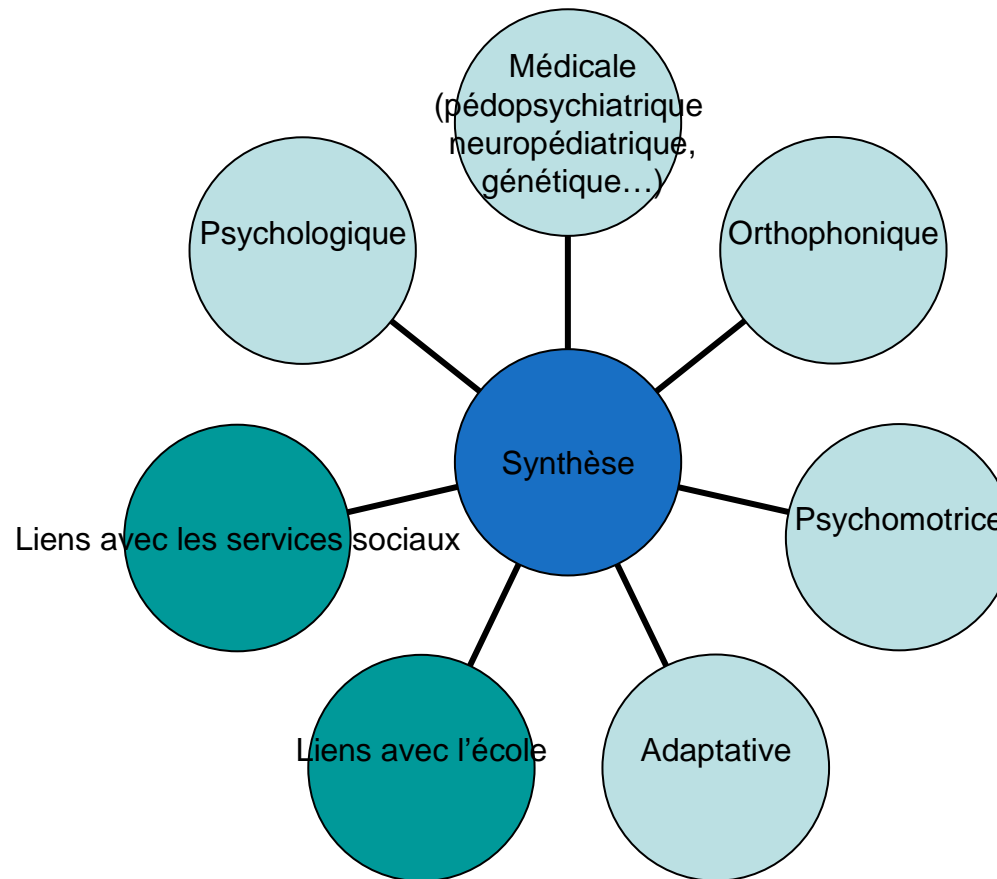 Médicale
(pédopsychiatrique
neuropédiatrique,
génétique…)
Psychologique
Orthophonique
Synthèse
Psychomotrice
Liens avec les services sociaux
Liens avec l’école
Adaptative